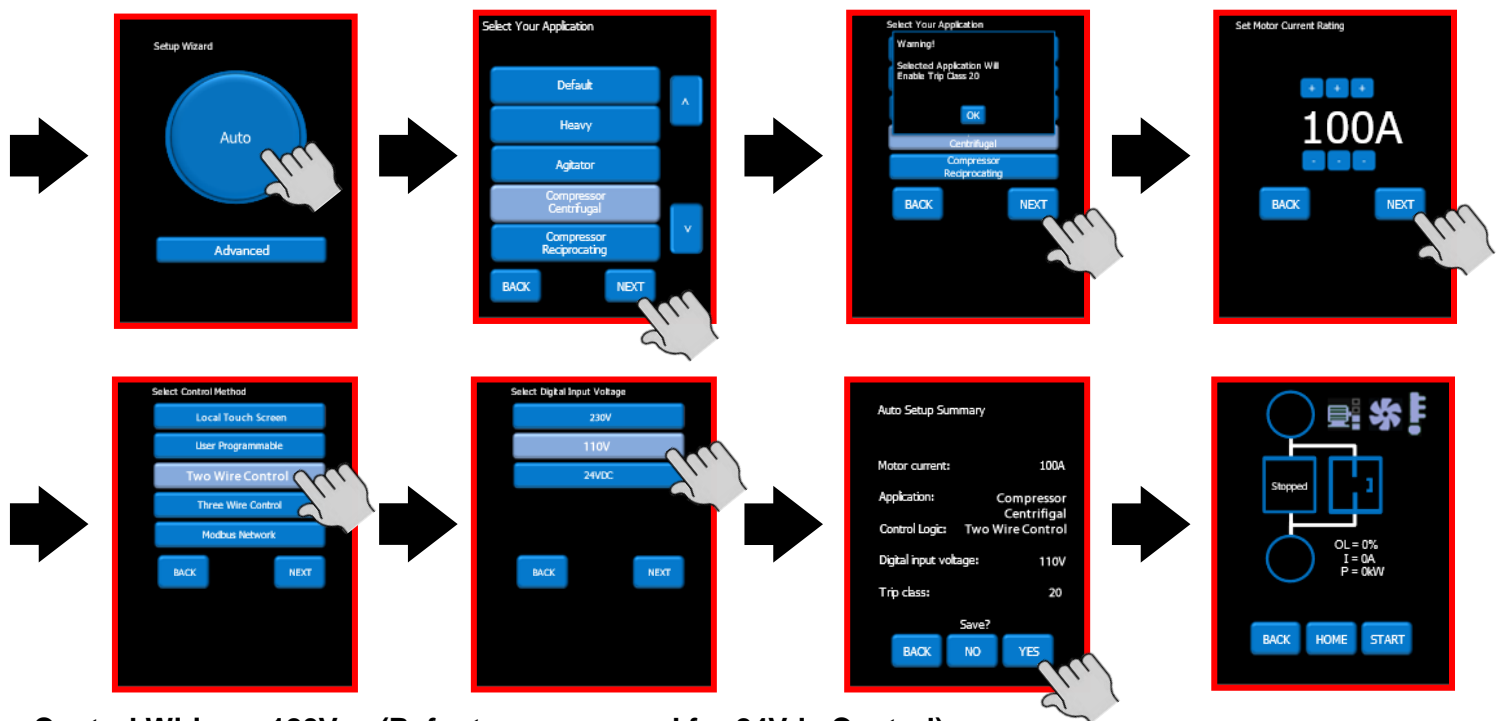 Setup Wizard
Auto
Advanced
Select Your Application
Default
Heavy
Agitator
Compressor
Centrifugal
Compressor
Reciprocating
^
v
BACK
NEXT
Select Your Application
Warning!
Selected Application Will
Enable Trip Class 20
OK
Centrifugal
Compressor
Reciprocating
BACK
NEXT
Set Motor Current Rating
+ + +
100A
- - -
BACK
NEXT
Select Control Method
Local Touch Screen
User Programmable
Two Wire Control
Three Wire Control
Modbus Network
BACK
NEXT
Select Digital Input Voltage
230V
110V
24VDC
BACK
NEXT
Auto Setup Summary
Motor current: 100A
Application: Compressor
Centrifigal
Control Logic: Two Wire Control
Digital input voltage: 110V
Trip class: 20
Save?
BACK NO YES
Stopped
OL = 0%
I = 0A
P = 0kW
BACK HOME START